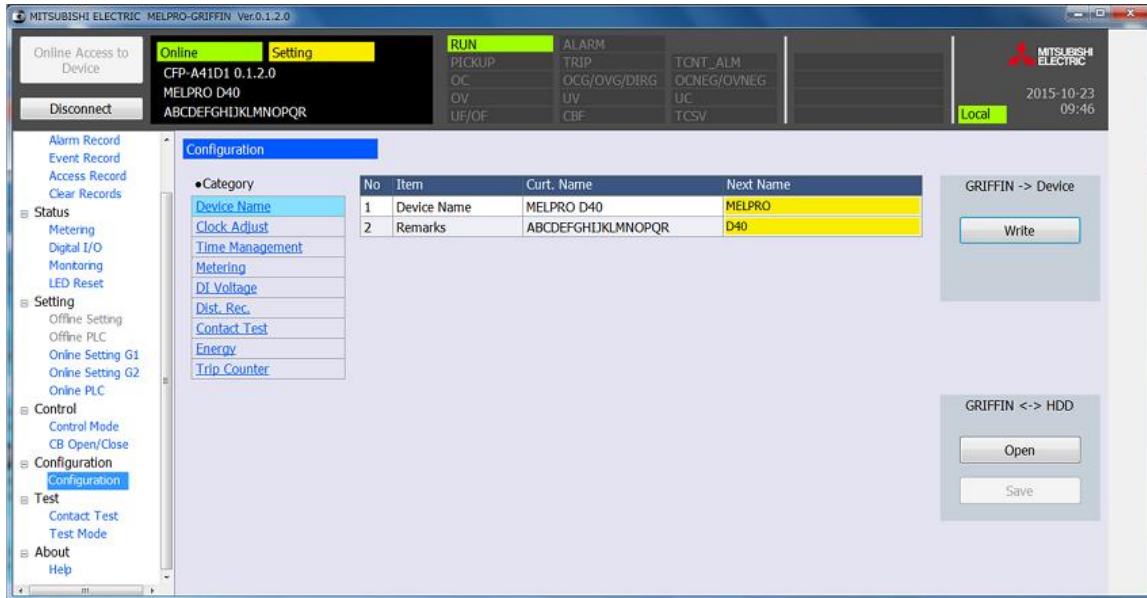 MITSUBISHI ELECTRIC MELPRO-GRIFFIN Ver.0.1.2.0
Online Access to
Device
Disconnect
Online
Setting
CFP-A41D1 0.1.2.0
MELPRO D40
ABCDEFGHIJKLMNOPQR
RUN ALARM
PICKUP TRIP TCNT_ALM
OC OCG/OVG/DIRG OCNEG/OVNEG
OV UV UC
UF/OF CBF TCSV
MITSUBISHI
ELECTRIC
2015-10-23
09:46
Local
Alarm Record
Event Record
Access Record
Clear Records
Status
Metering
Digital I/O
Monitoring
LED Reset
Setting
Offline Setting
Offline PLC
Online Setting G1
Online Setting G2
Online PLC
Control
Control Mode
CB Open/Close
Configuration
Configuration
Test
Contact Test
Test Mode
About
Help
Configuration
●Category
Device Name
Clock Adjust
Time Management
Metering
DI Voltage
Dist. Rec.
Contact Test
Energy
Trip Counter
No Item Curt. Name Next Name
1 Device Name MELPRO D40 MELPRO
2 Remarks ABCDEFGHIJKLMNOPQR D40
GRIFFIN -> Device
Write
GRIFFIN <-> HDD
Open
Save